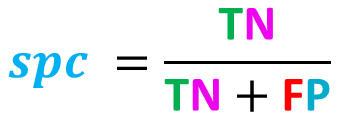 spc = TN / TN + FP